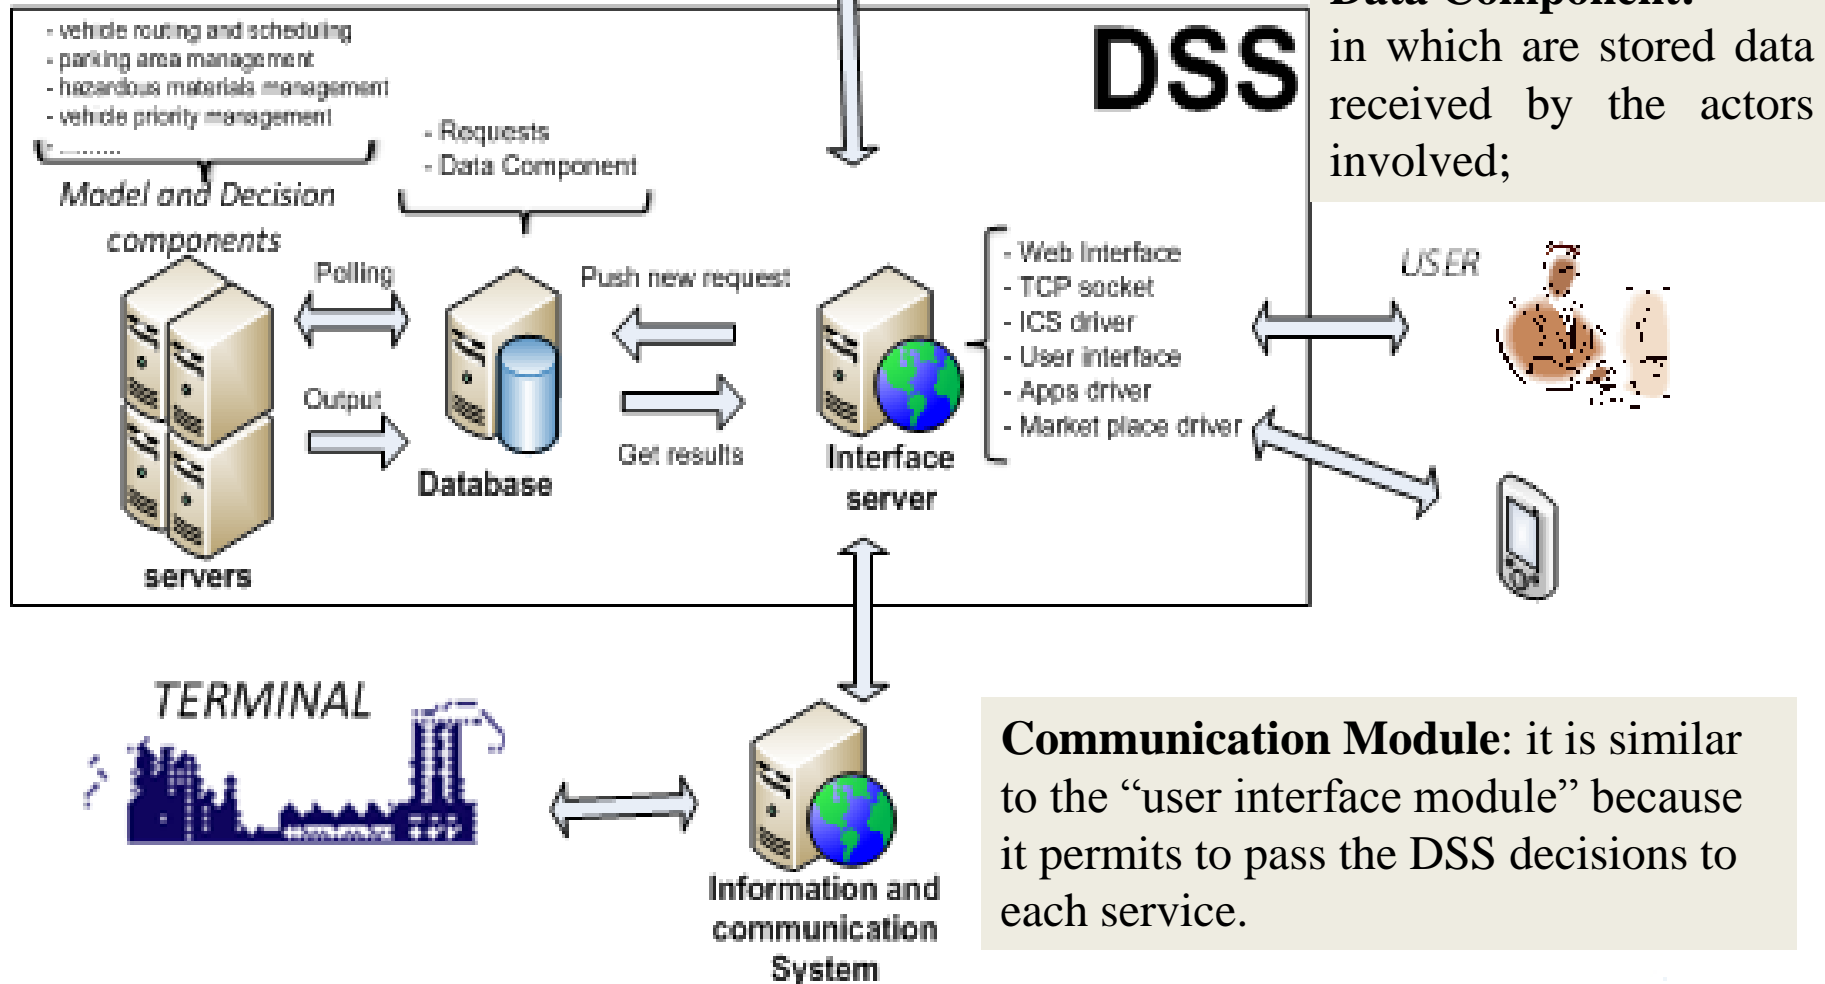 - vehicle routing and scheduling
- parking area management
- hazardous materials management
- vehicle priority management
- .........
Model and Decision
components
- Requests
- Data Component
DSS
Data Component:
in which are stored data
received by the actors
involved;
Polling
Output
servers
Database
Push new request
Get results
Interface
server
- Web Interface
- TCP socket
- ICS driver
- User interface
- Apps driver
- Market place driver
USER
TERMINAL
Information and
communication
System
Communication Module: it is similar
to the “user interface module” because
it permits to pass the DSS decisions to
each service.